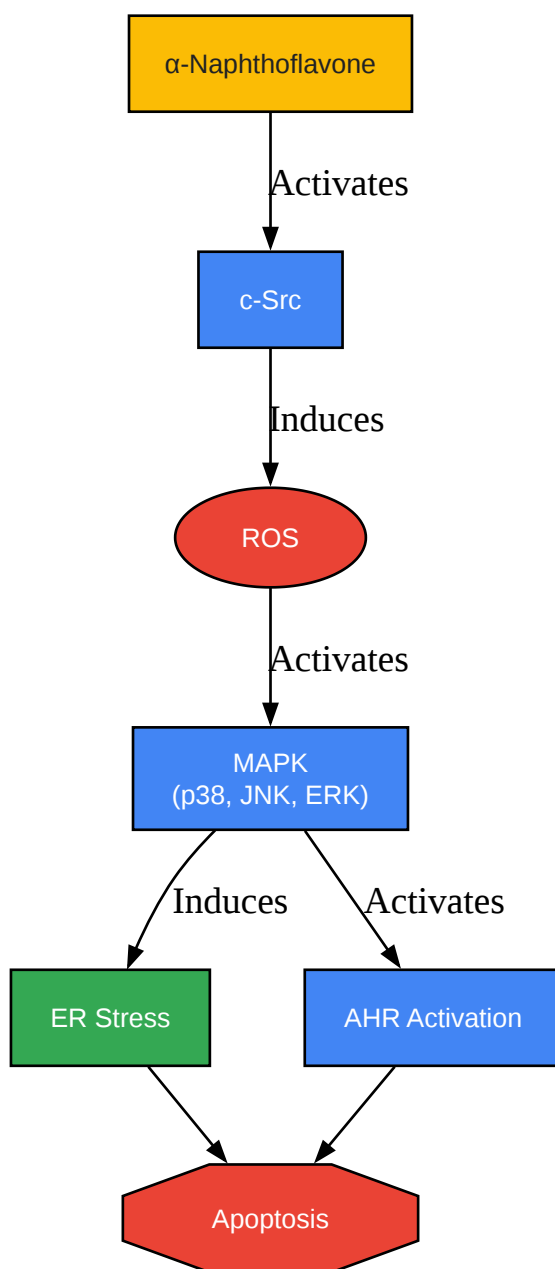 α-Naphthoflavone
Activates
c-Src
Induces
ROS
Activates
MAPK
(p38, JNK, ERK)
Induces
Activates
ER Stress
AHR Activation
Apoptosis